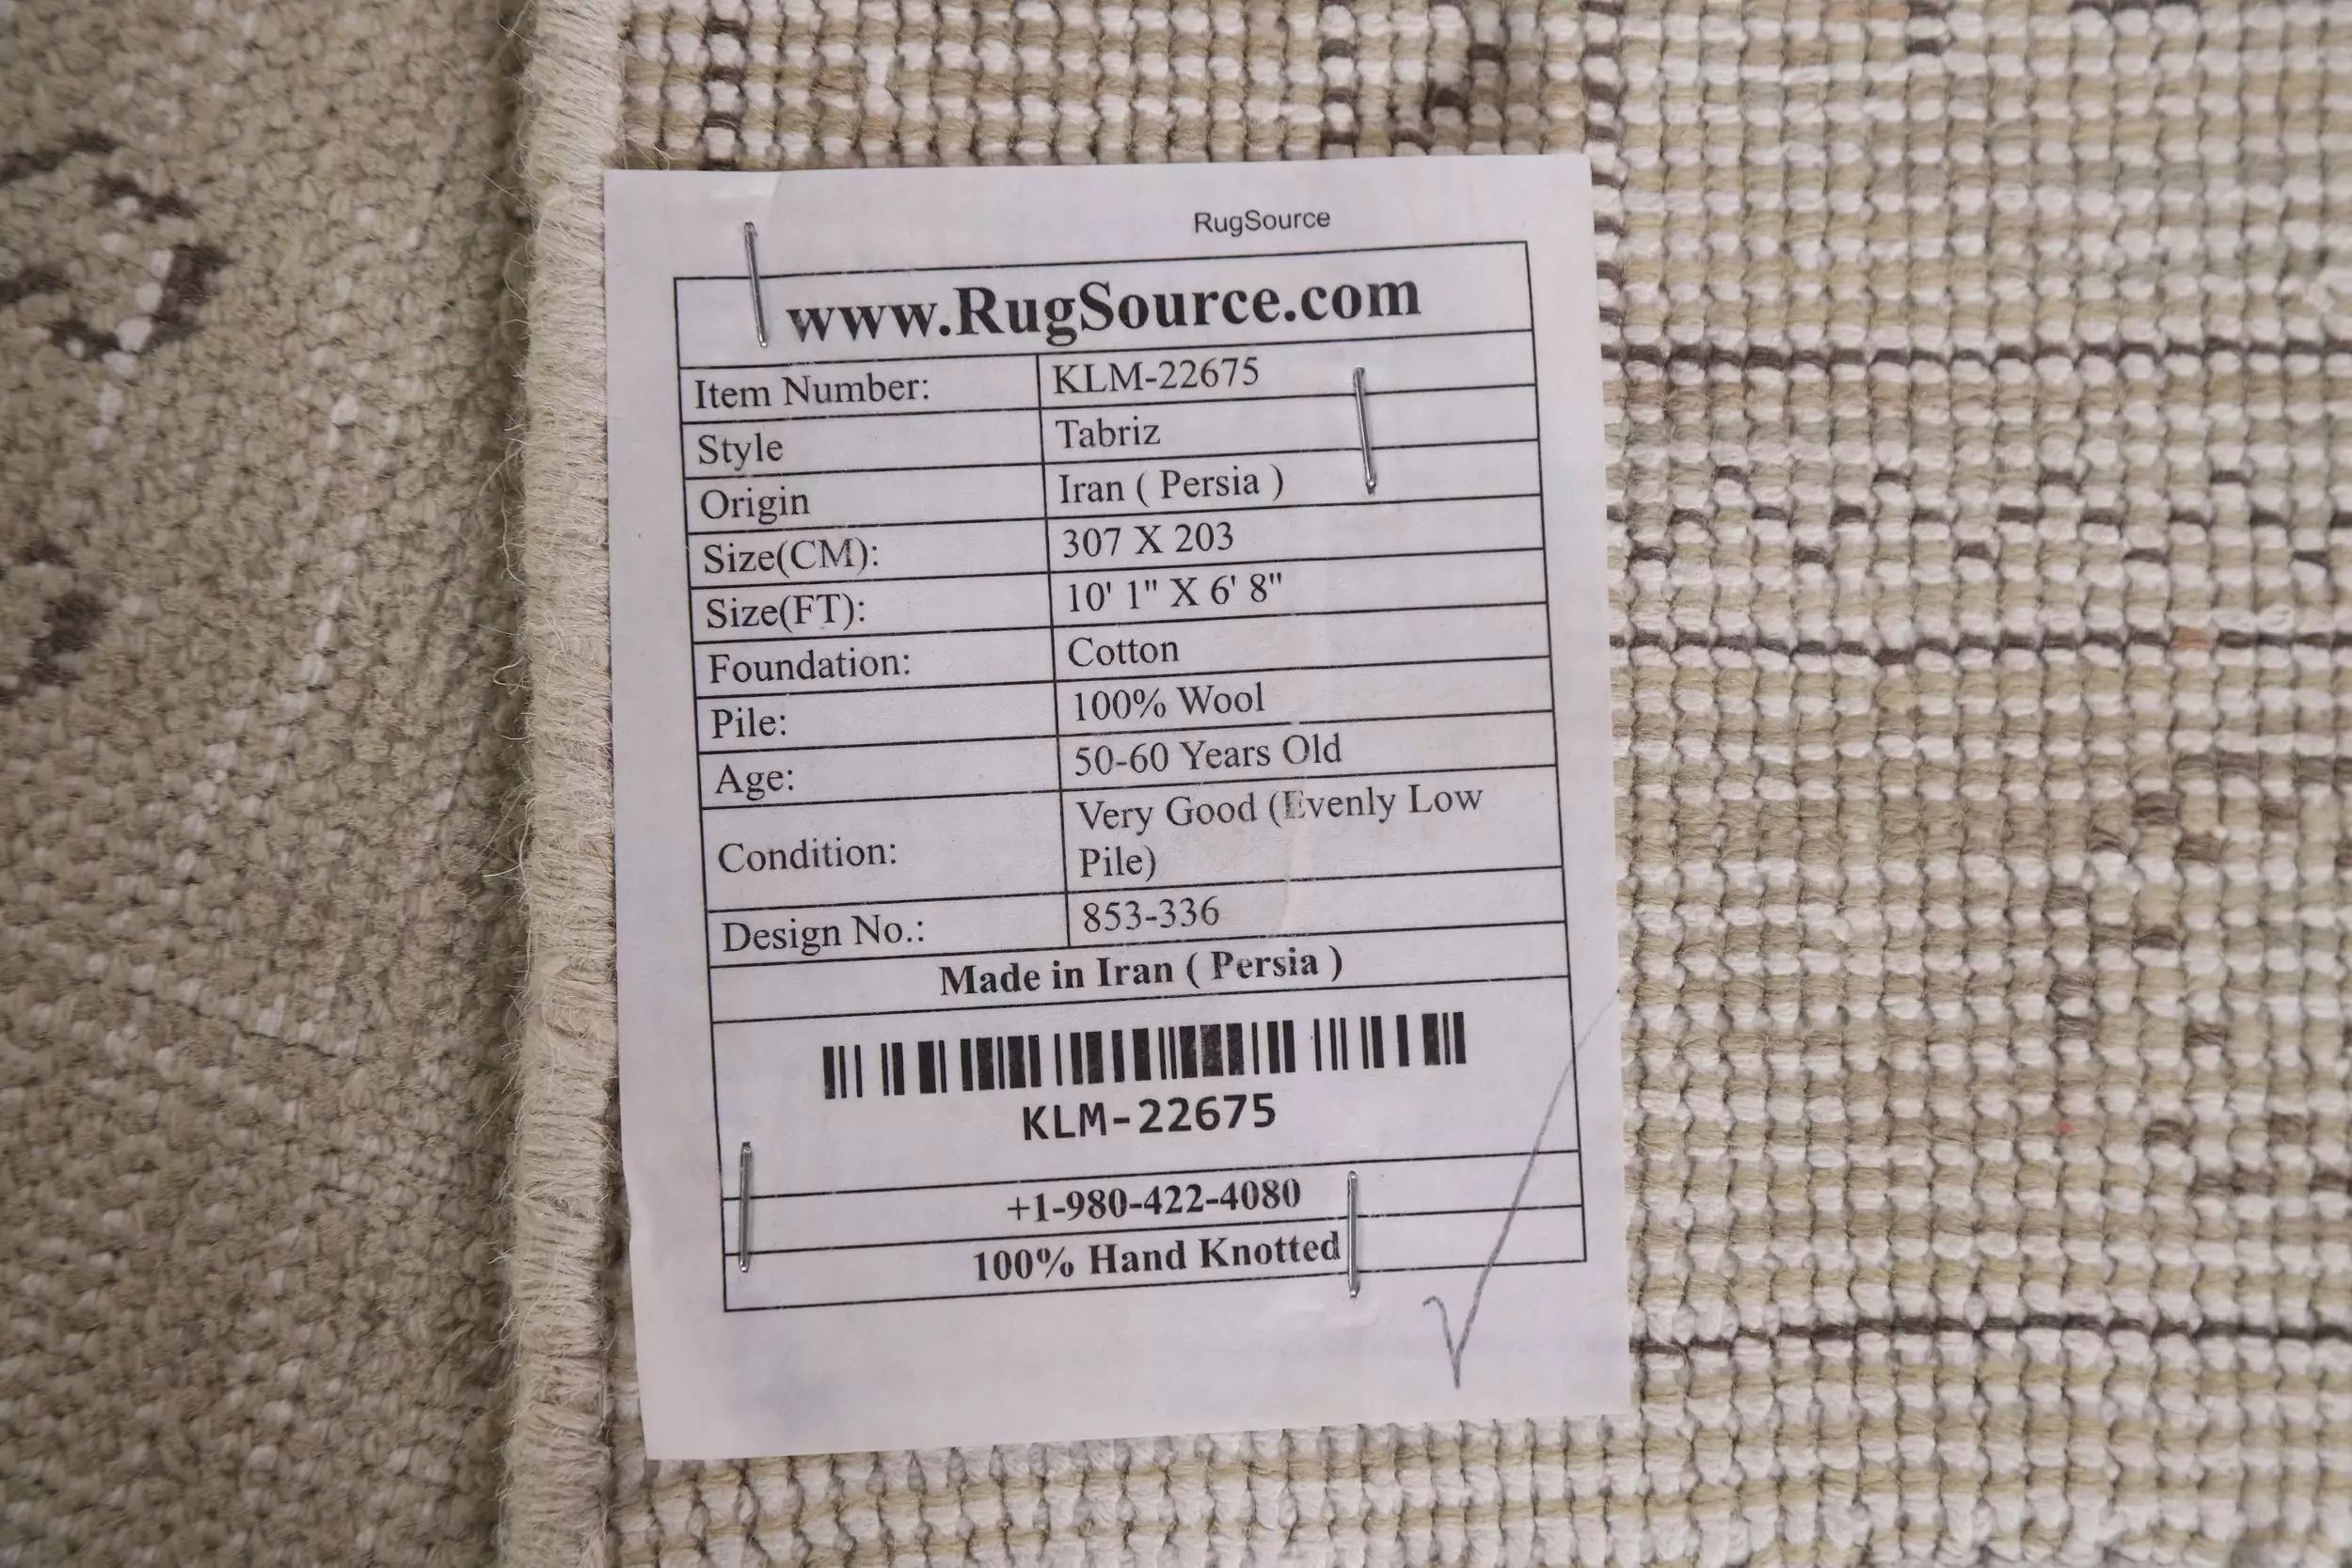 RugSource
www.RugSource.com
Item Number: KLM-22675
Style Tabriz
Origin Iran ( Persia )
Size(CM): 307 X 203
Size(FT): 10' 1" X 6' 8"
Foundation: Cotton
Pile: 100% Wool
Age: 50-60 Years Old
Condition: Very Good (Evenly Low
Pile)
Design No.: 853-336
Made in Iran ( Persia )
KLM-22675
+1-980-422-4080
100% Hand Knotted